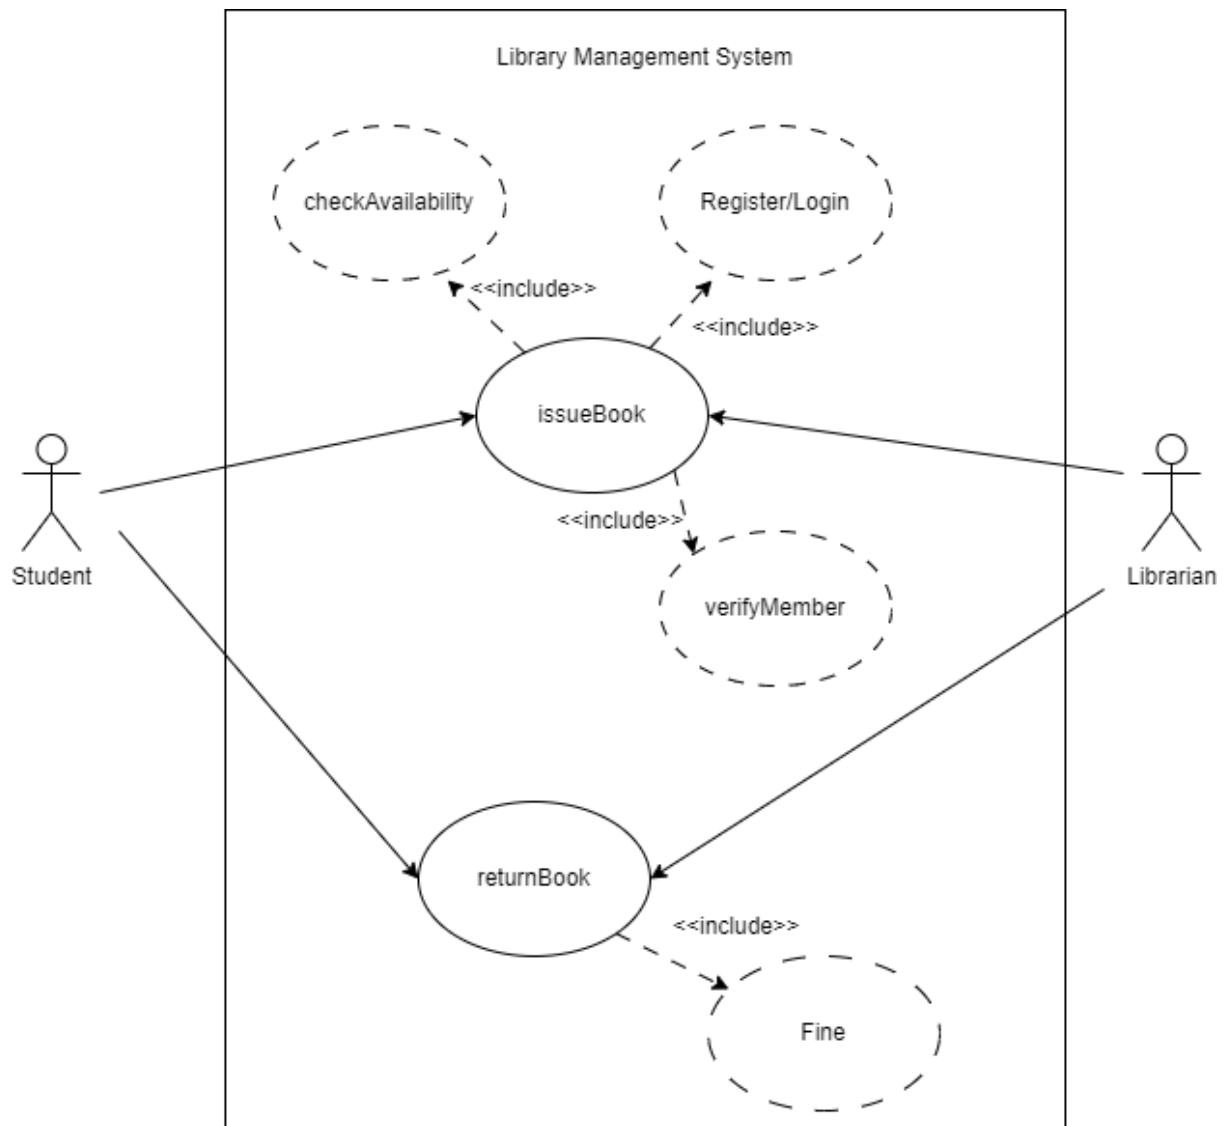 Library Management System
checkAvailability
Register/Login
<<include>>
<<include>>
issueBook
<<include>>
Student
Librarian
verifyMember
returnBook
<<include>>
Fine